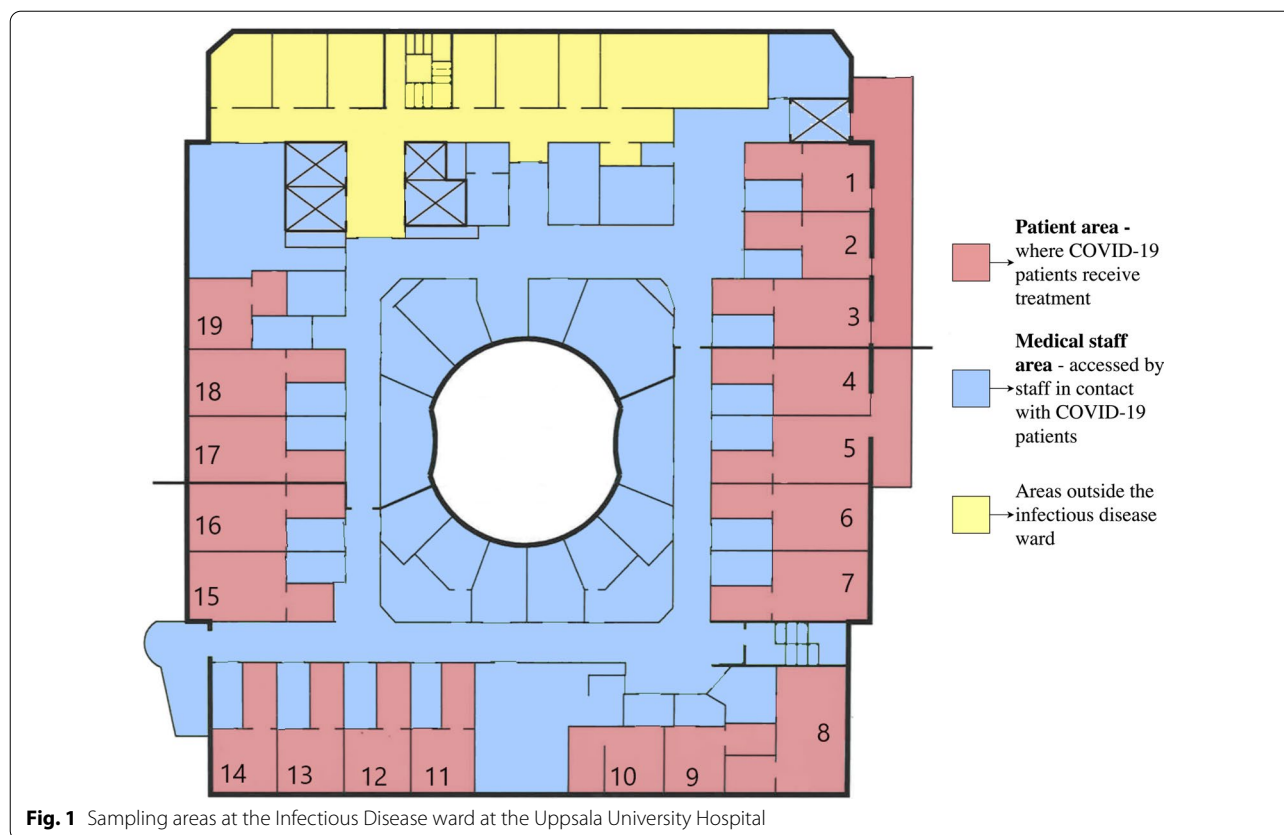 1
2
3
19
4
18
5
17
6
16
7
15
8
14 13 12 11 10 9
Patient area -
where COVID-19
patients receive
treatment
Medical staff
area - accessed by
staff in contact
with COVID-19
patients
Areas outside the
infectious disease
ward
Fig. 1 Sampling areas at the Infectious Disease ward at the Uppsala University Hospital